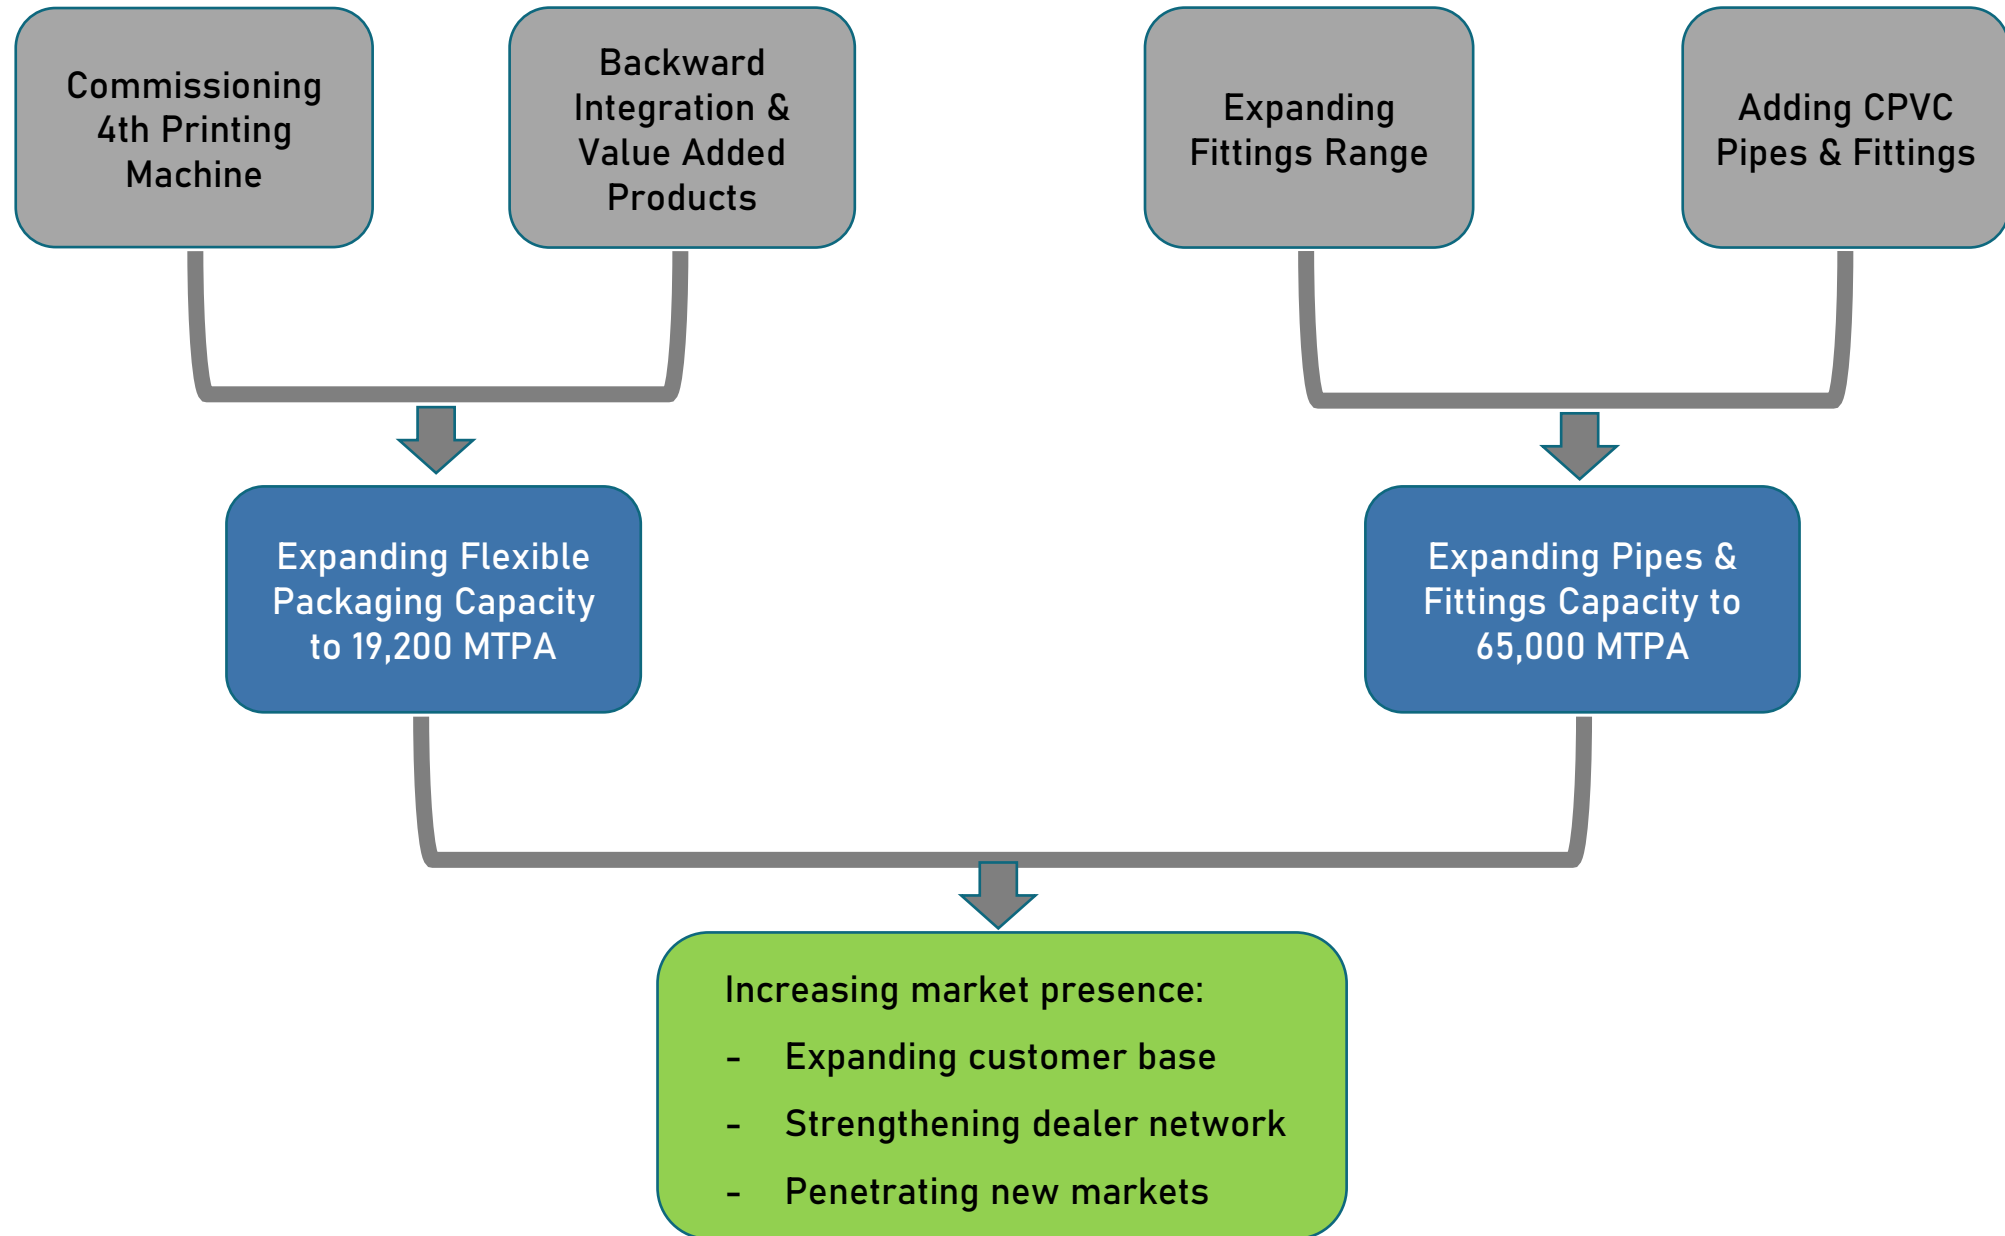 Commissioning
4th Printing
Machine
Backward
Integration &
Value Added
Products
Expanding
Fittings Range
Adding CPVC
Pipes & Fittings
Expanding Flexible
Packaging Capacity
to 19,200 MTPA
Expanding Pipes &
Fittings Capacity to
65,000 MTPA
Increasing market presence:
- Expanding customer base
- Strengthening dealer network
- Penetrating new markets